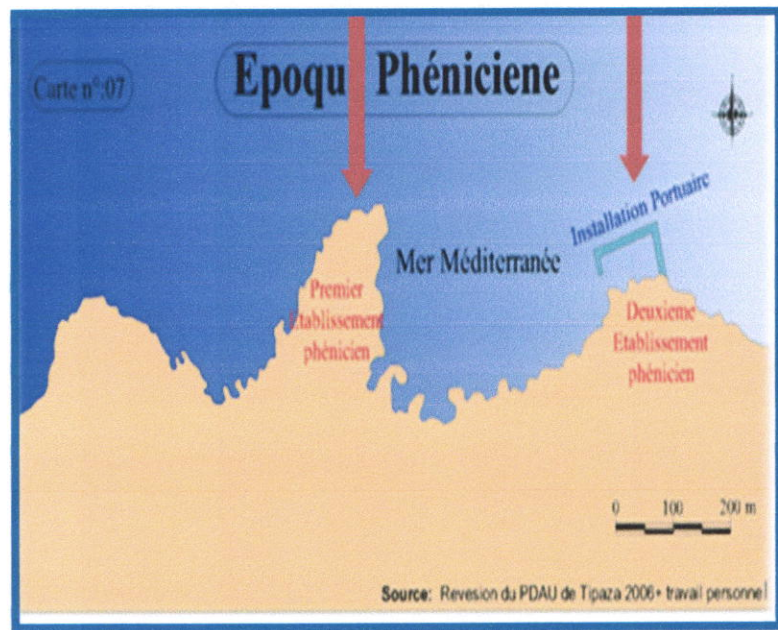 Carte n°:07
Epoqu Phéniciene
Installation Portuaire
Mer Méditerranée
Premier
Etablissement
phénicien
Deuxieme
Etablissement
phénicien
0 100 200 m
Source: Revesion du PDAU de Tipaza 2006+ travail personnel